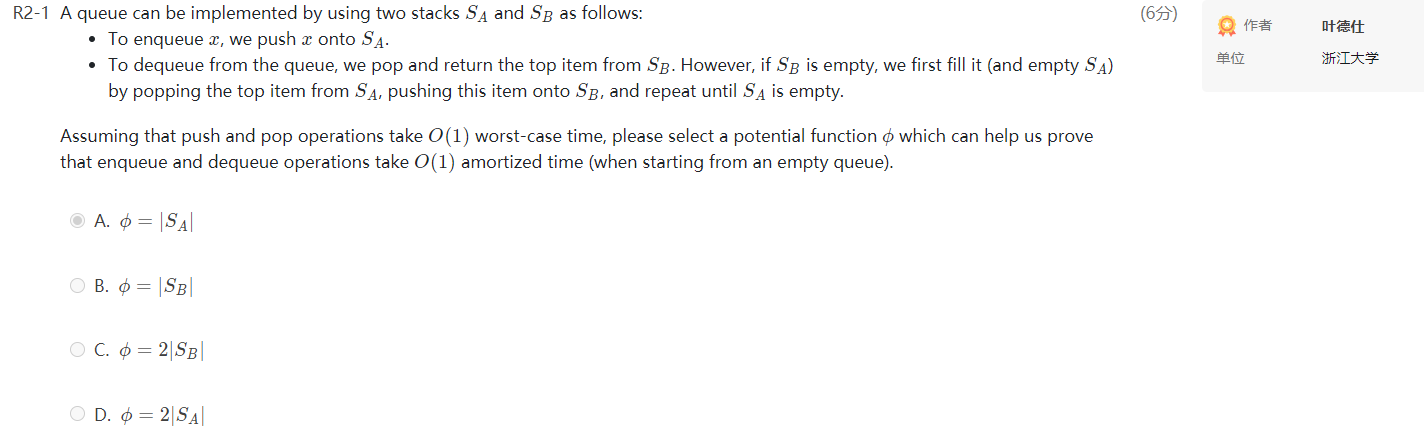 R2-1 A queue can be implemented by using two stacks S_A and S_B as follows: (6分)
• To enqueue x, we push x onto S_A.
• To dequeue from the queue, we pop and return the top item from S_B. However, if S_B is empty, we first fill it (and empty S_A)
by popping the top item from S_A, pushing this item onto S_B, and repeat until S_A is empty.
Assuming that push and pop operations take O(1) worst-case time, please select a potential function ϕ which can help us prove
that enqueue and dequeue operations take O(1) amortized time (when starting from an empty queue).
A. ϕ = |S_A|
B. ϕ = |S_B|
C. ϕ = 2|S_B|
D. ϕ = 2|S_A|
作者 叶德仕
单位 浙江大学